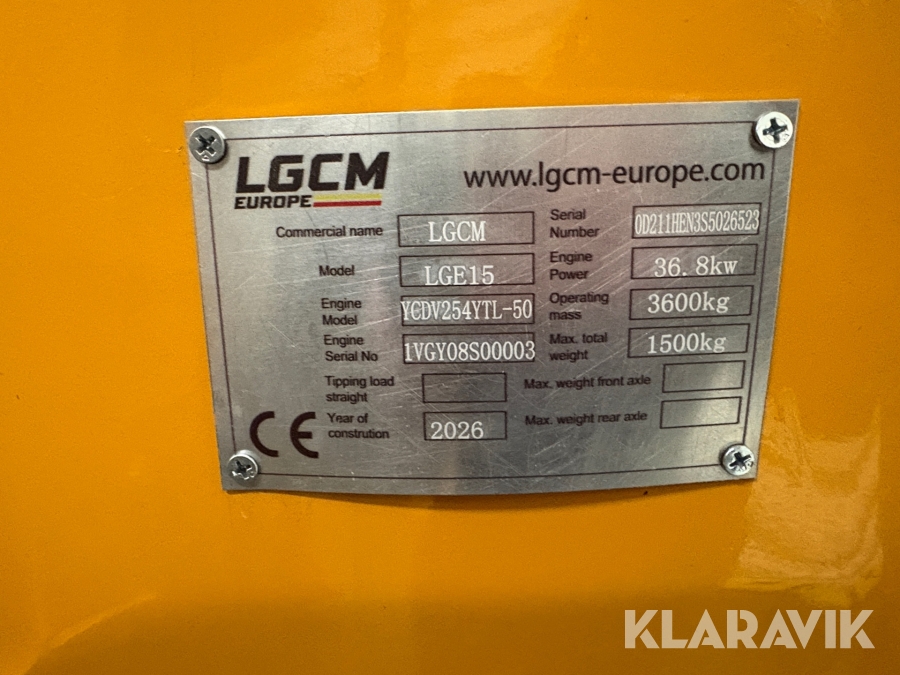 LGCM
EUROPE
www.lgcm-europe.com
Commercial name LGCM
Serial Number 0D211HEN3S5026523
Model LGE15
Engine Power 36.8kw
Engine Model YCDV254YTL-50
Operating mass 3600kg
Engine Serial No 1VGY08S00003
Max. total weight 1500kg
Tipping load straight
Max. weight front axle
CE
Year of constrution 2026
Max. weight rear axle
KLARAVIK